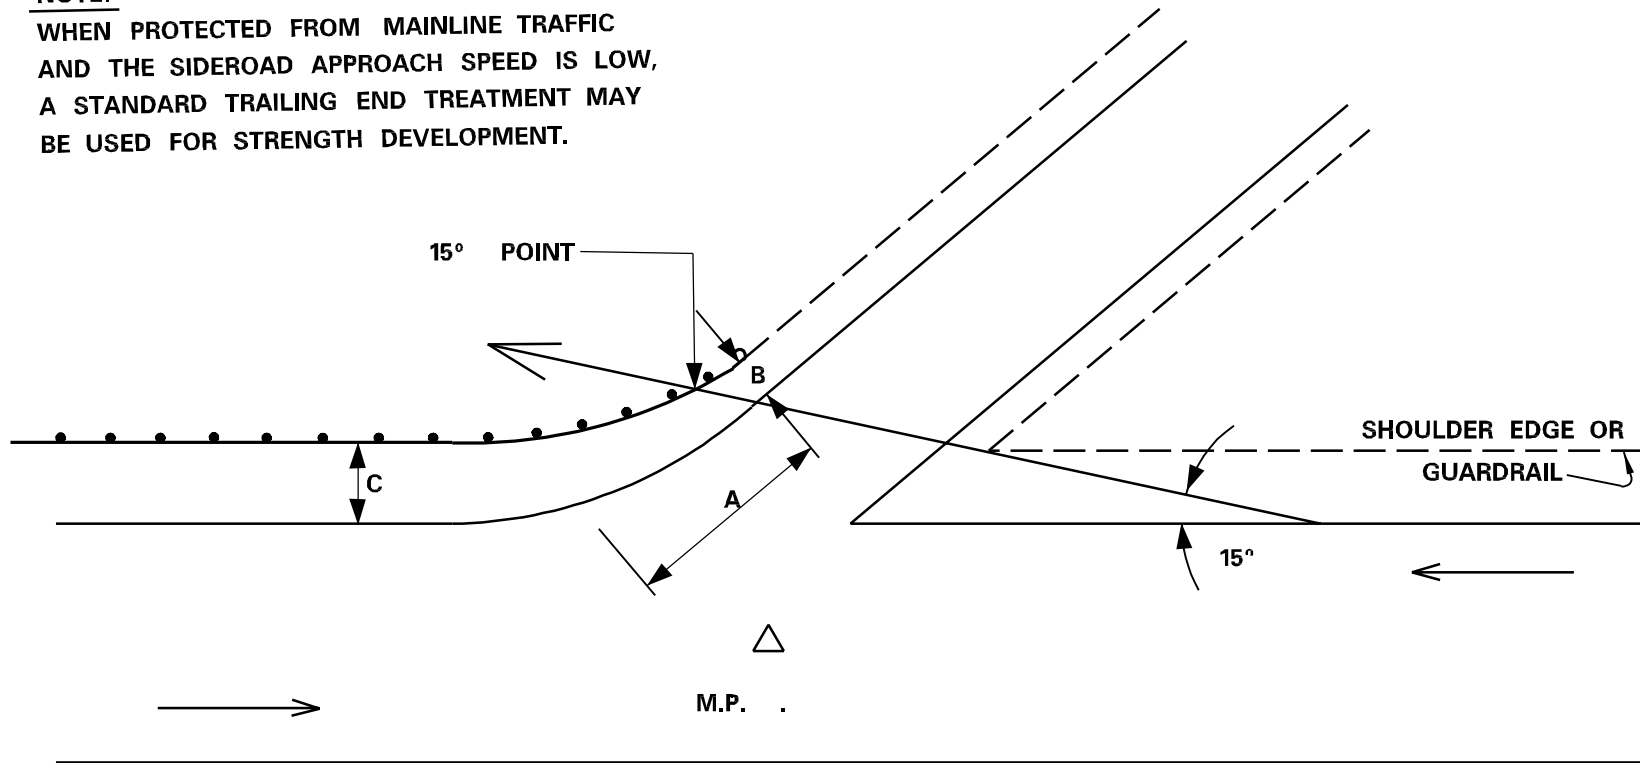 NOTE:
WHEN PROTECTED FROM MAINLINE TRAFFIC
AND THE SIDEROAD APPROACH SPEED IS LOW,
A STANDARD TRAILING END TREATMENT MAY
BE USED FOR STRENGTH DEVELOPMENT.
15° POINT
B
C
A
SHOULDER EDGE OR
GUARDRAIL
15°
M.P. .